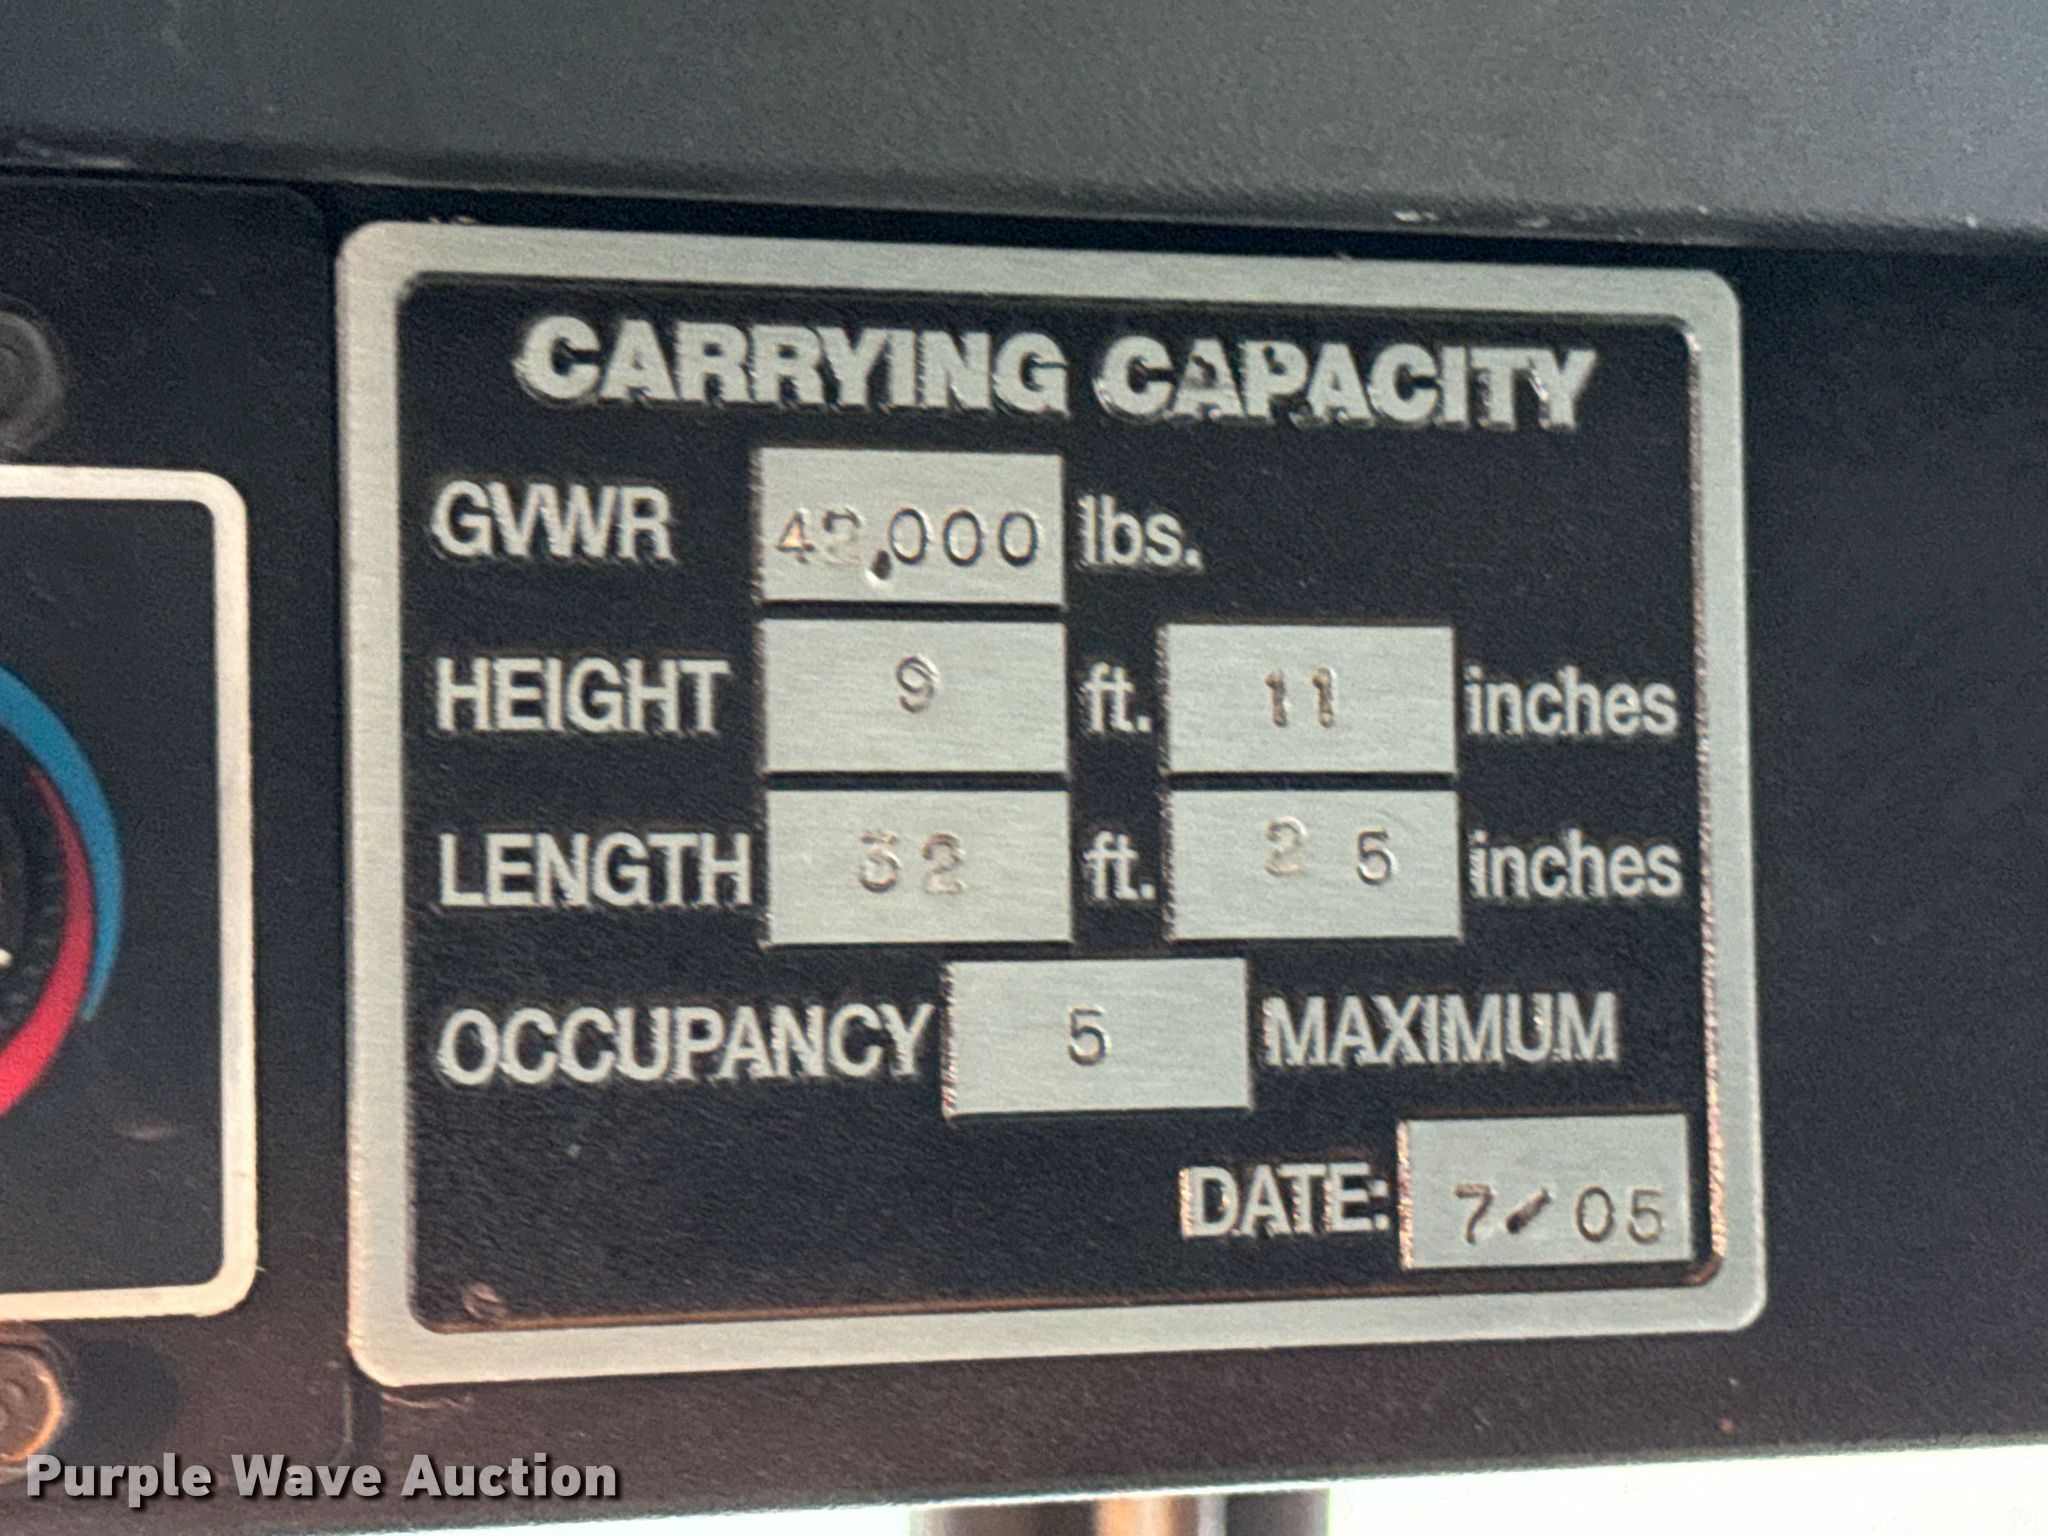 CARRYING CAPACITY
GVWR 42,000 lbs.
HEIGHT 9 ft. 11 inches
LENGTH 32 ft. 2 5 inches
OCCUPANCY 5 MAXIMUM
DATE: 7/05
Purple Wave Auction